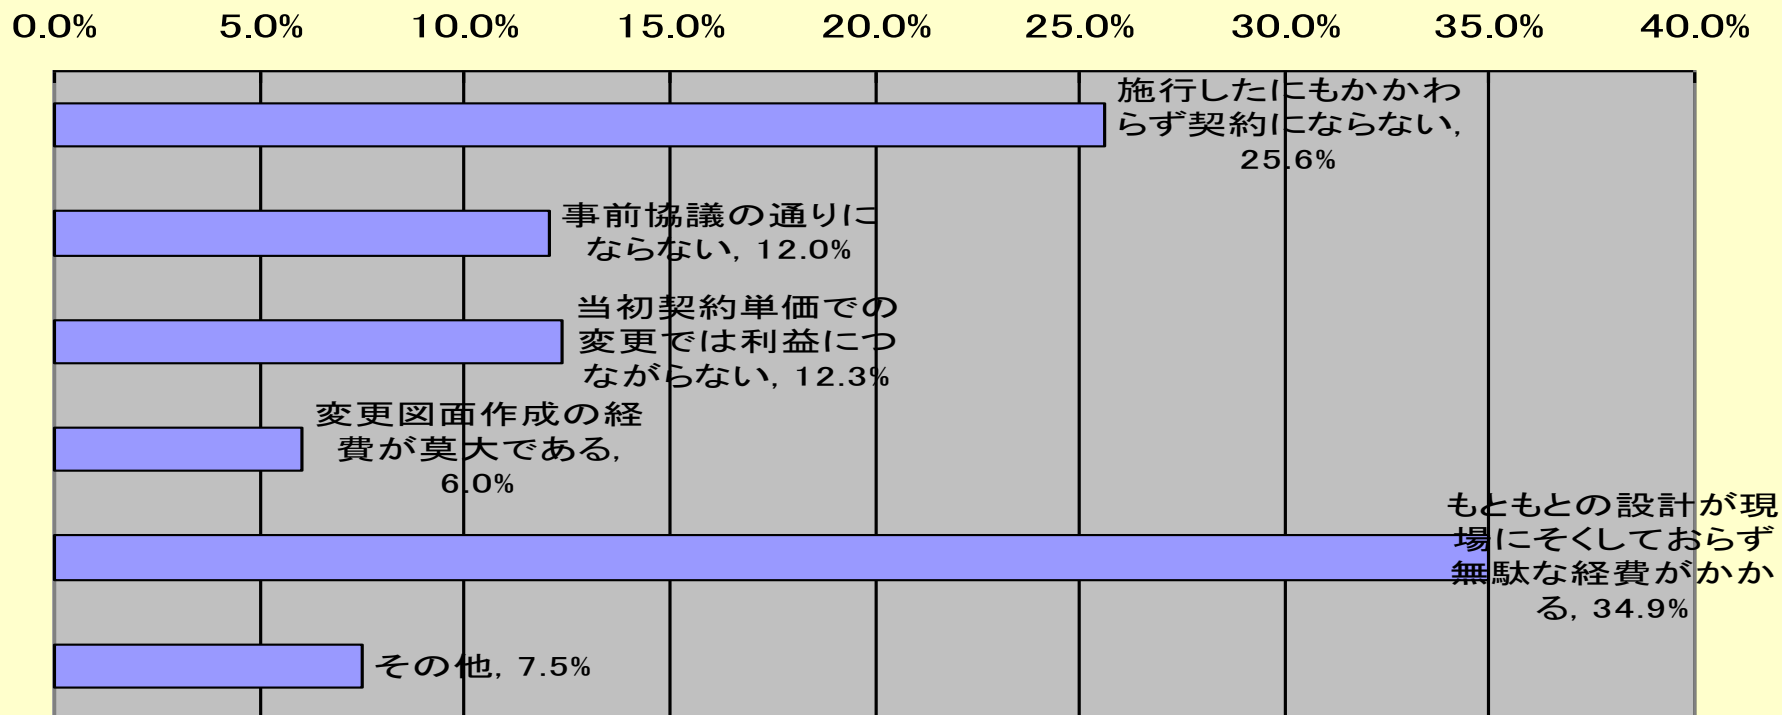 0.0% 5.0% 10.0% 15.0% 20.0% 25.0% 30.0% 35.0% 40.0%
施行したにもかかわ
らず契約にならない,
25.6%
事前協議の通りに
ならない, 12.0%
当初契約単価での
変更では利益につ
ながらない, 12.3%
変更図面作成の経
費が莫大である,
6.0%
もともとの設計が現
場にそくしておらず
無駄な経費がかか
る, 34.9%
その他, 7.5%